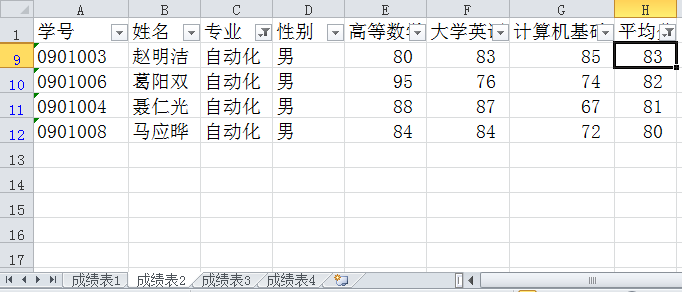 A B C D E F G H
1 学号 姓名 专业 性别 高等数学 大学英语 计算机基础 平均分
9 0901003 赵明洁 自动化 男 80 83 85 83
10 0901006 葛阳双 自动化 男 95 76 74 82
11 0901004 聂仁光 自动化 男 88 87 67 81
12 0901008 马应晔 自动化 男 84 84 72 80
13
14
15
16
17
成绩表1 成绩表2 成绩表3 成绩表4